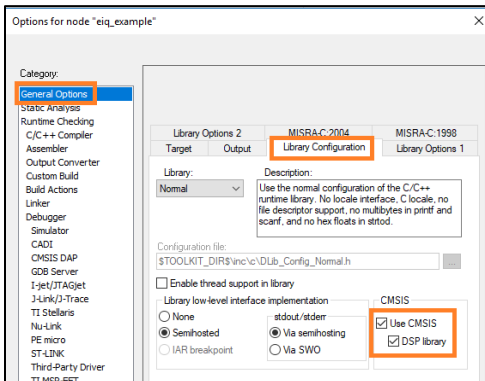 Options for node "eiq_example"
Category:
General Options
Static Analysis
Runtime Checking
C/C++ Compiler
Assembler
Output Converter
Custom Build
Build Actions
Linker
Debugger
Simulator
CADI
CMSIS DAP
GDB Server
I-jet/JTAGjet
J-Link/J-Trace
TI Stellaris
Nu-Link
PE micro
ST-LINK
Third-Party Driver
TI MSP-FET
Library Options 2
MISRA-C:2004
MISRA-C:1998
Target
Output
Library Configuration
Library Options 1
Library:
Normal
Description:
Use the normal configuration of the C/C++
runtime library. No locale interface, C locale, no
file descriptor support, no multibytes in printf and
scanf, and no hex floats in strtod.
Configuration file:
$TOOLKIT_DIR$\inc\c\DLib_Config_Normal.h
...
Enable thread support in library
Library low-level interface implementation
None
Semihosted
IAR breakpoint
stdout/stderr
Via semihosting
Via SWO
CMSIS
Use CMSIS
DSP library